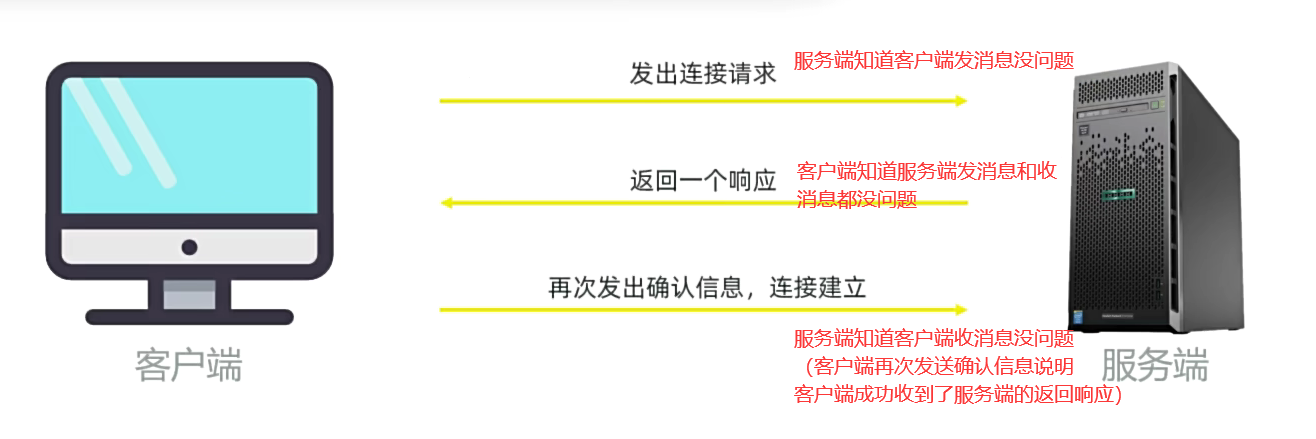 发出连接请求
服务端知道客户端发消息没问题
返回一个响应
客户端知道服务端发消息和收
消息都没问题
再次发出确认信息，连接建立
服务端知道客户端收消息没问题
（客户端再次发送确认信息说明
客户端成功收到了服务端的返回响应）
客户端
服务端